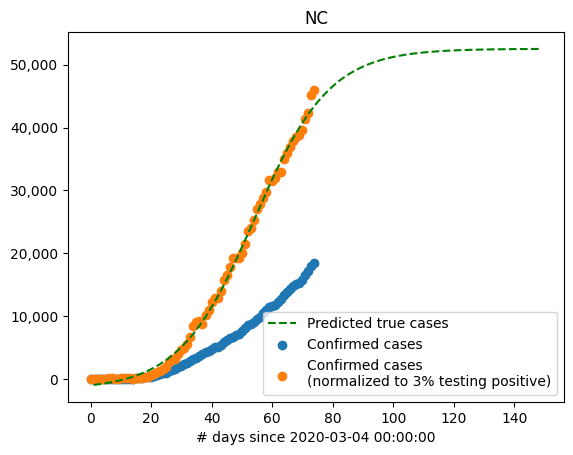 NC
50,000
40,000
30,000
20,000
10,000
0
Predicted true cases
Confirmed cases
Confirmed cases
(normalized to 3% testing positive)
0 20 40 60 80 100 120 140
# days since 2020-03-04 00:00:00